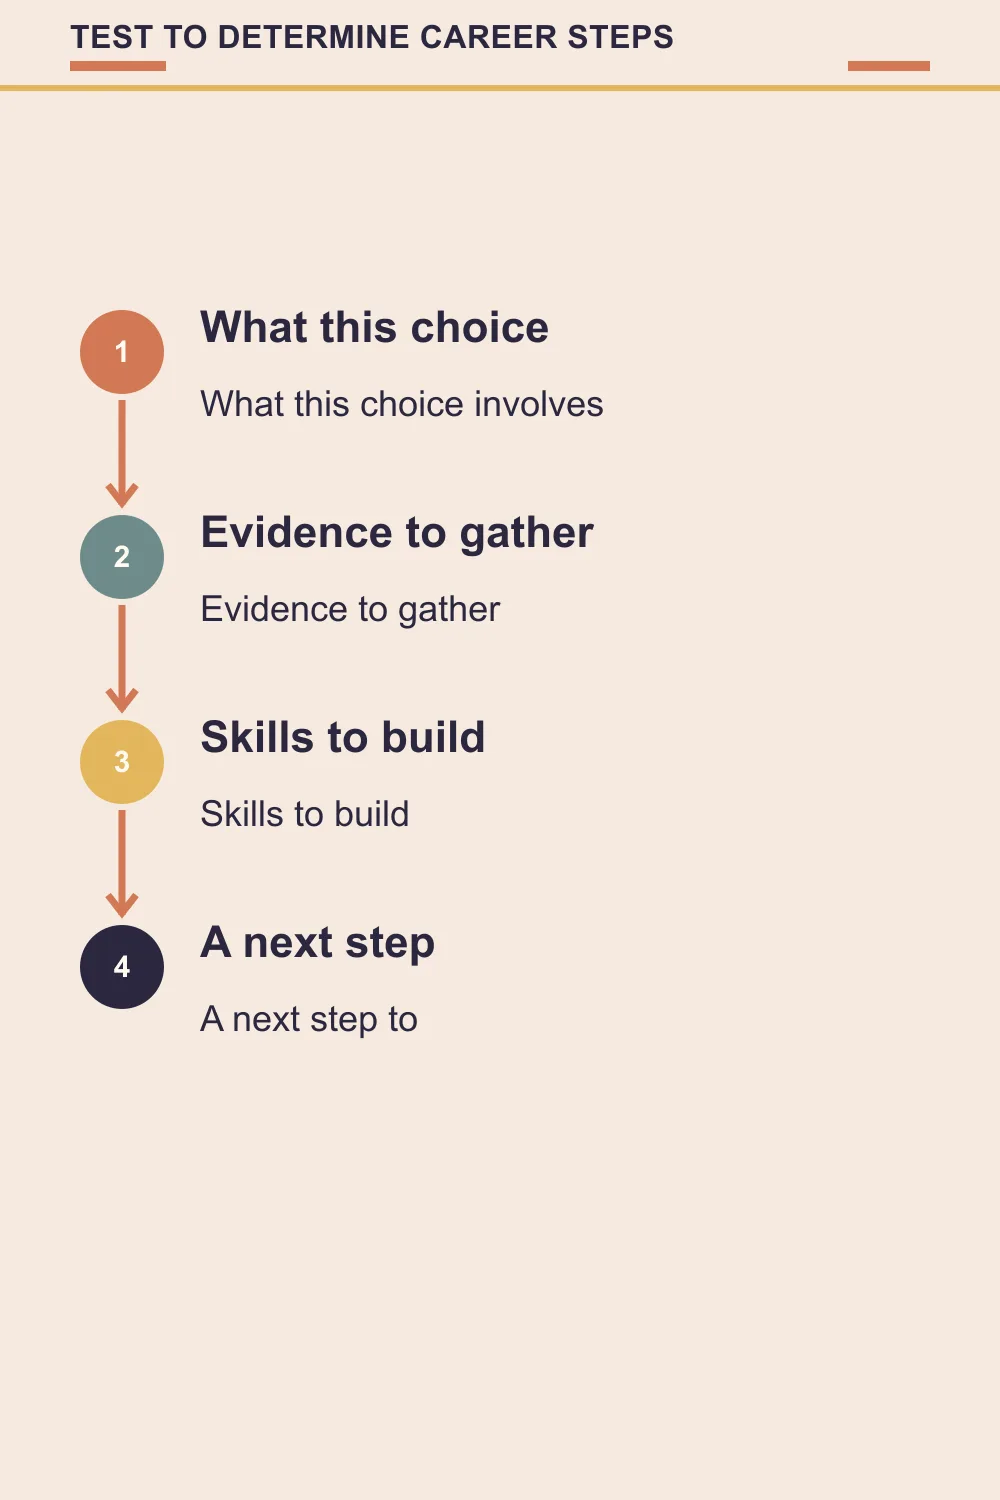 TEST TO DETERMINE CAREER STEPS
1
What this choice
What this choice involves
2
Evidence to gather
Evidence to gather
3
Skills to build
Skills to build
4
A next step
A next step to